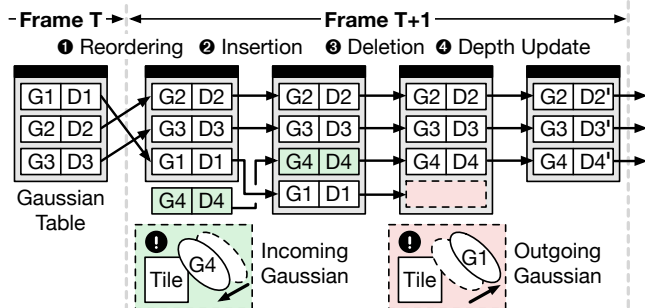 Frame T
Frame T+1
❶ Reordering ❷ Insertion ❸ Deletion ❹ Depth Update
G1 D1
G2 D2
G3 D3
Gaussian
Table
G2 D2
G3 D3
G1 D1
G4 D4
G2 D2
G3 D3
G4 D4
G1 D1
G2 D2
G3 D3
G4 D4
G2 D2'
G3 D3'
G4 D4'
!
Tile
G4
Incoming
Gaussian
!
Tile
G1
Outgoing
Gaussian